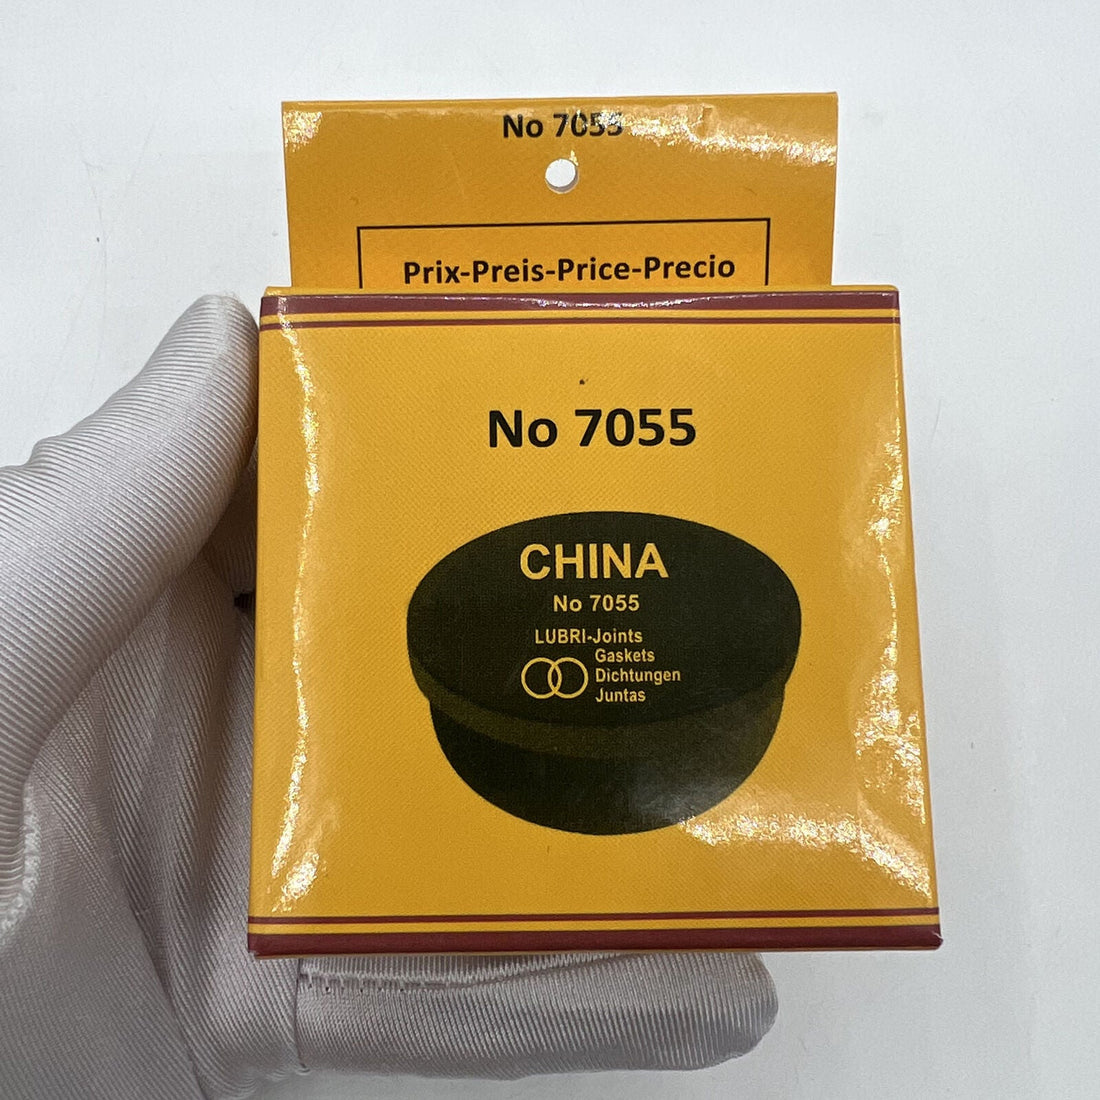 No 7055
Prix-Preis-Price-Precio
No 7055
CHINA
No 7055
LUBRI-Joints
Gaskets
Dichtungen
Juntas